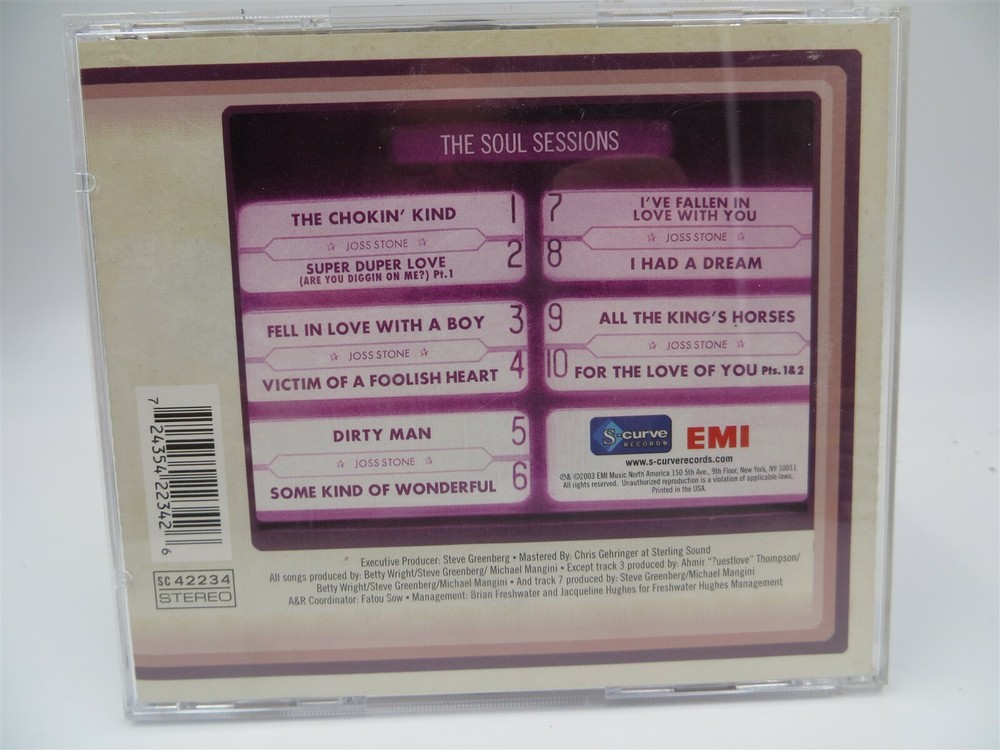 THE SOUL SESSIONS
THE CHOKIN' KIND 1
☆ JOSS STONE ☆
SUPER DUPER LOVE 2
(ARE YOU DIGGIN ON ME?) Pt.1
FELL IN LOVE WITH A BOY 3
☆ JOSS STONE ☆
VICTIM OF A FOOLISH HEART 4
DIRTY MAN 5
☆ JOSS STONE ☆
SOME KIND OF WONDERFUL 6
7 I'VE FALLEN IN
LOVE WITH YOU
☆ JOSS STONE ☆
8 I HAD A DREAM
9 ALL THE KING'S HORSES
☆ JOSS STONE ☆
10 FOR THE LOVE OF YOU Pts. 1&2
S-curve RECORDS EMI
www.s-curverecords.com
℗& ©2003 EMI Music North America 150 5th Ave., 9th Floor, New York, NY 10011
All rights reserved. Unauthorized reproduction is a violation of applicable laws.
Printed in the USA.
7 24354 22342 6
SC 42234
STEREO
Executive Producer: Steve Greenberg • Mastered By: Chris Gehringer at Sterling Sound
All songs produced by: Betty Wright/Steve Greenberg/ Michael Mangini • Except track 3 produced by: Ahmir "?uestlove" Thompson/
Betty Wright/Steve Greenberg/Michael Mangini • And track 7 produced by: Steve Greenberg/Michael Mangini
A&R Coordinator: Fatou Sow • Management: Brian Freshwater and Jacqueline Hughes for Freshwater Hughes Management